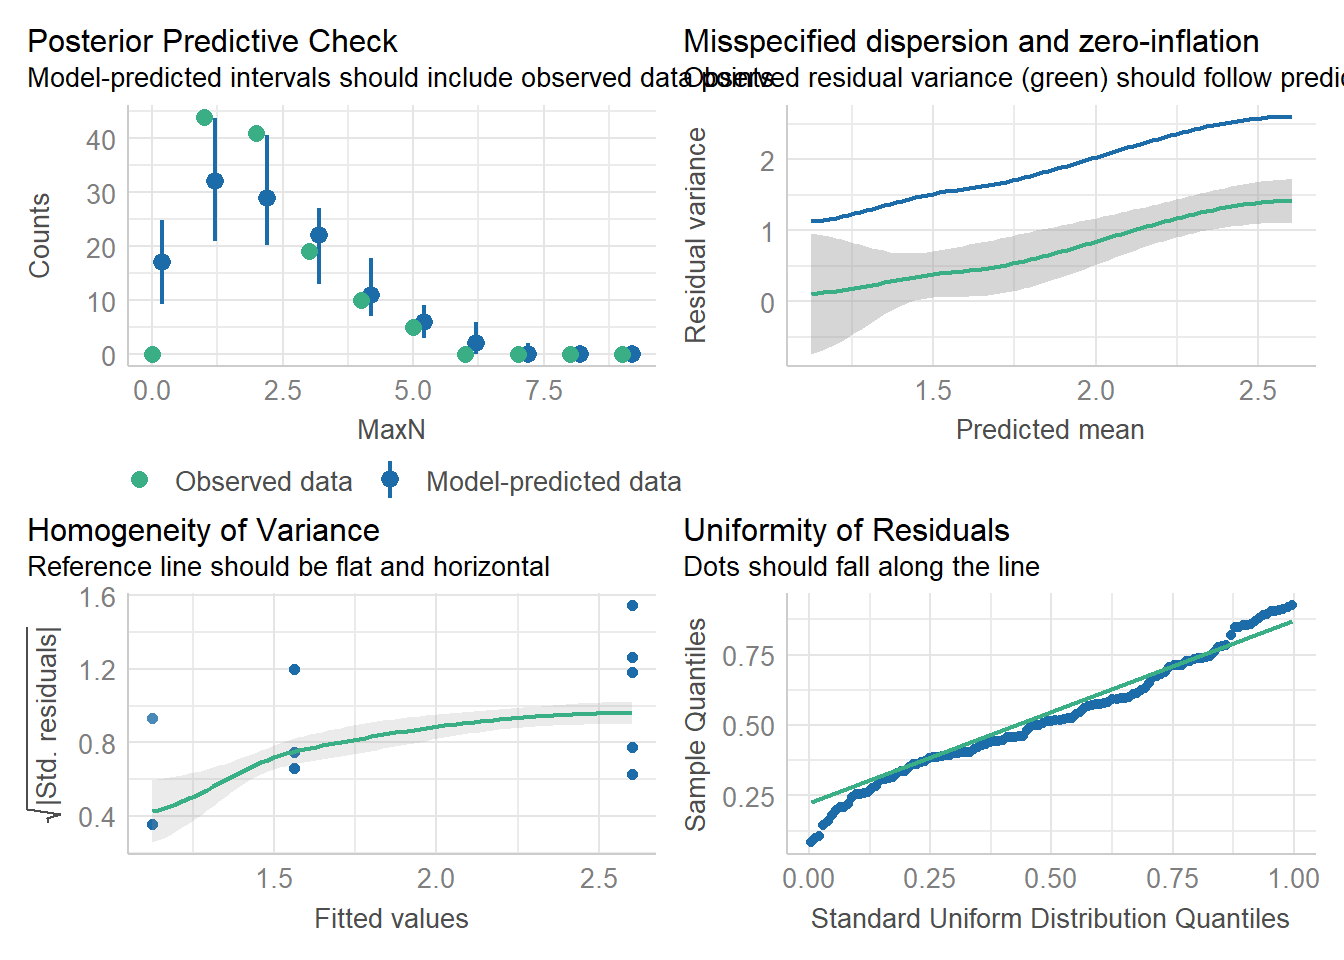 Posterior Predictive Check
Model-predicted intervals should include observed data points
40
30
20
10
0
Counts
0.0 2.5 5.0 7.5
MaxN
Observed data Model-predicted data
Misspecified dispersion and zero-inflation
Observed residual variance (green) should follow predic
2
1
0
Residual variance
1.5 2.0 2.5
Predicted mean
Homogeneity of Variance
Reference line should be flat and horizontal
1.6
1.2
0.8
0.4
√|Std. residuals|
1.5 2.0 2.5
Fitted values
Uniformity of Residuals
Dots should fall along the line
0.75
0.50
0.25
Sample Quantiles
0.00 0.25 0.50 0.75 1.00
Standard Uniform Distribution Quantiles